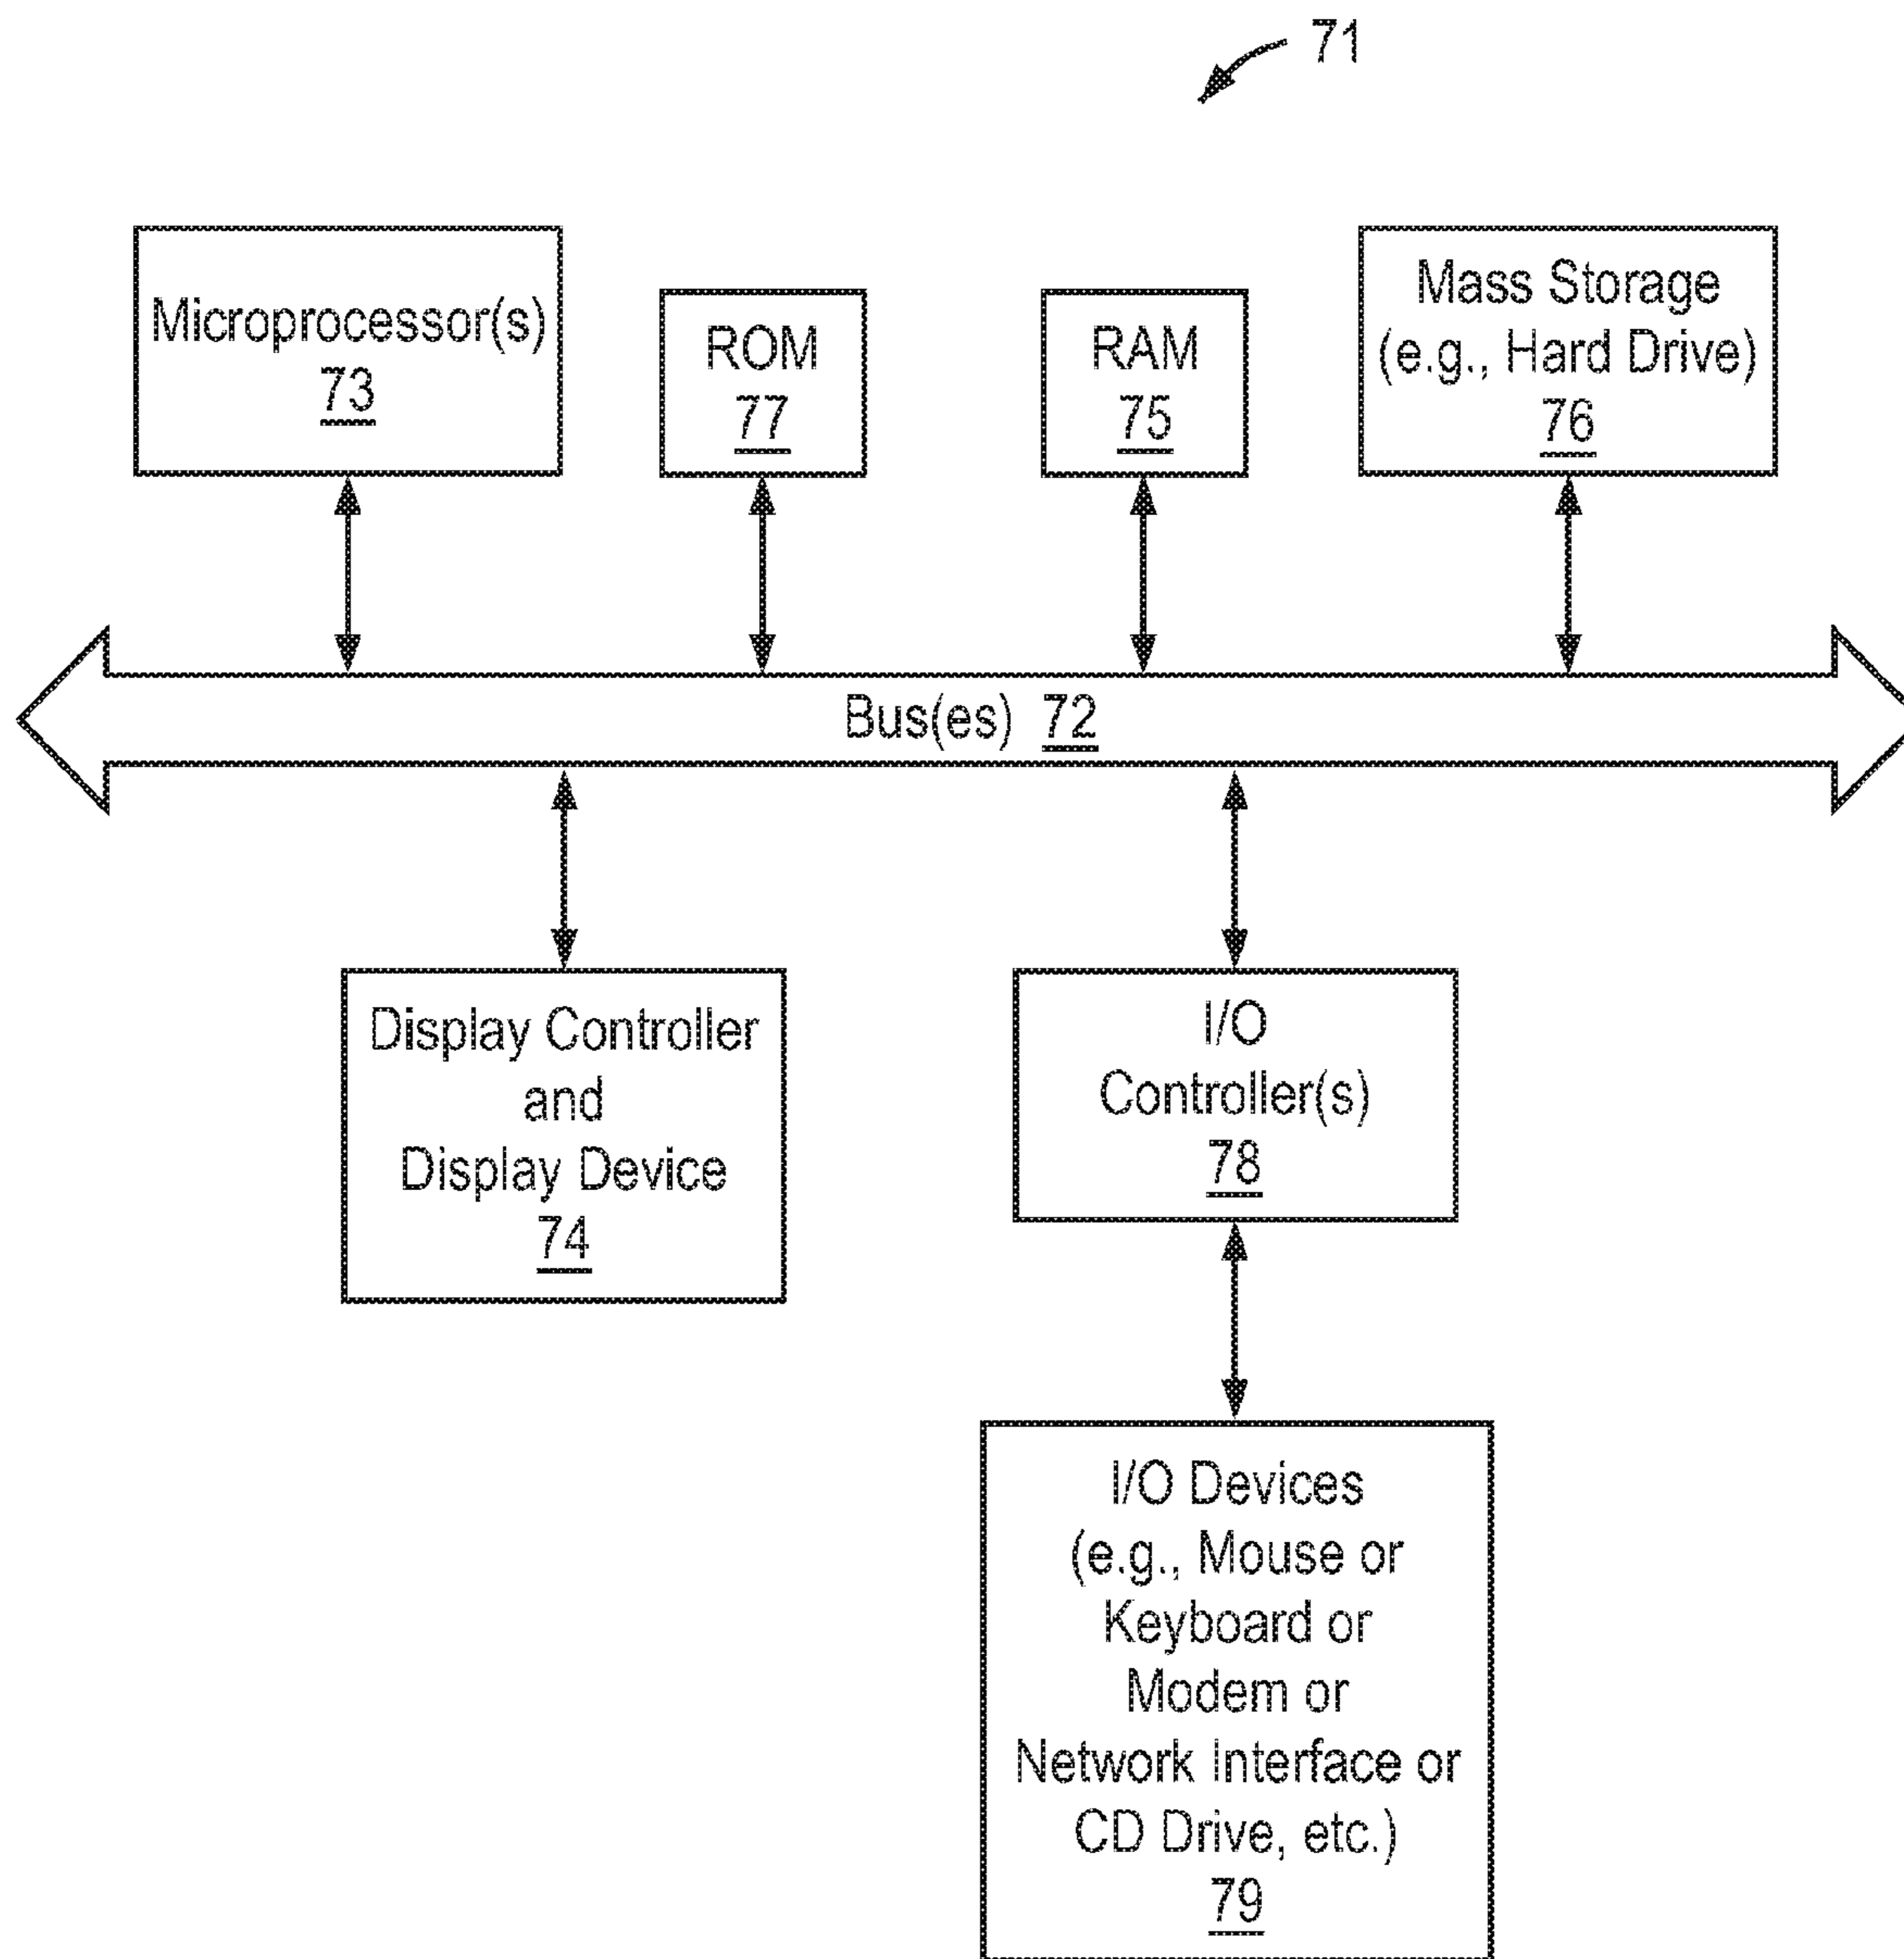 71
Microprocessor(s)
73
ROM
77
RAM
75
Mass Storage
(e.g., Hard Drive)
76
Bus(es) 72
Display Controller
and
Display Device
74
I/O
Controller(s)
78
I/O Devices
(e.g., Mouse or
Keyboard or
Modem or
Network Interface or
CD Drive, etc.)
79